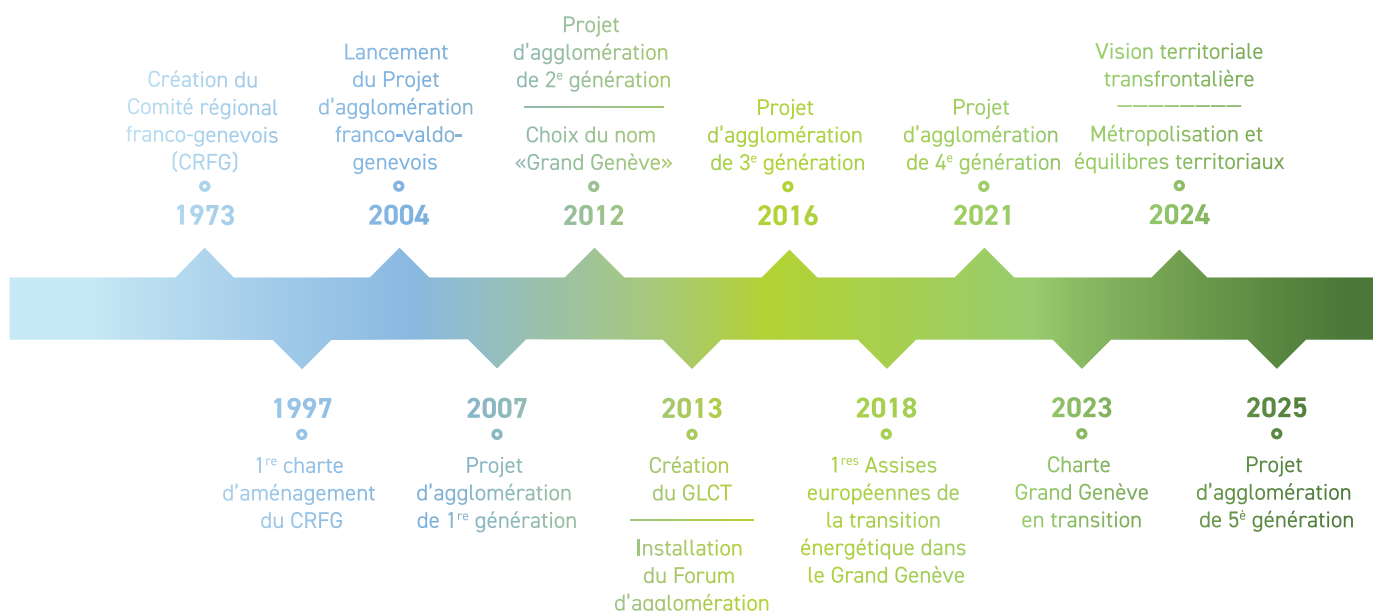 Création du
Comité régional
franco-genevois
(CRFG)
1973
Lancement
du Projet
d'agglomération
franco-valdo-
genevois
2004
Projet
d'agglomération
de 2e génération
Choix du nom
«Grand Genève»
2012
Projet
d'agglomération
de 3e génération
2016
Projet
d'agglomération
de 4e génération
2021
Vision territoriale
transfrontalière
Métropolisation et
équilibres territoriaux
2024
1997
1re charte
d'aménagement
du CRFG
2007
Projet
d'agglomération
de 1re génération
2013
Création
du GLCT
Installation
du Forum
d'agglomération
2018
1res Assises
européennes de
la transition
énergétique dans
le Grand Genève
2023
Charte
Grand Genève
en transition
2025
Projet
d'agglomération
de 5è génération